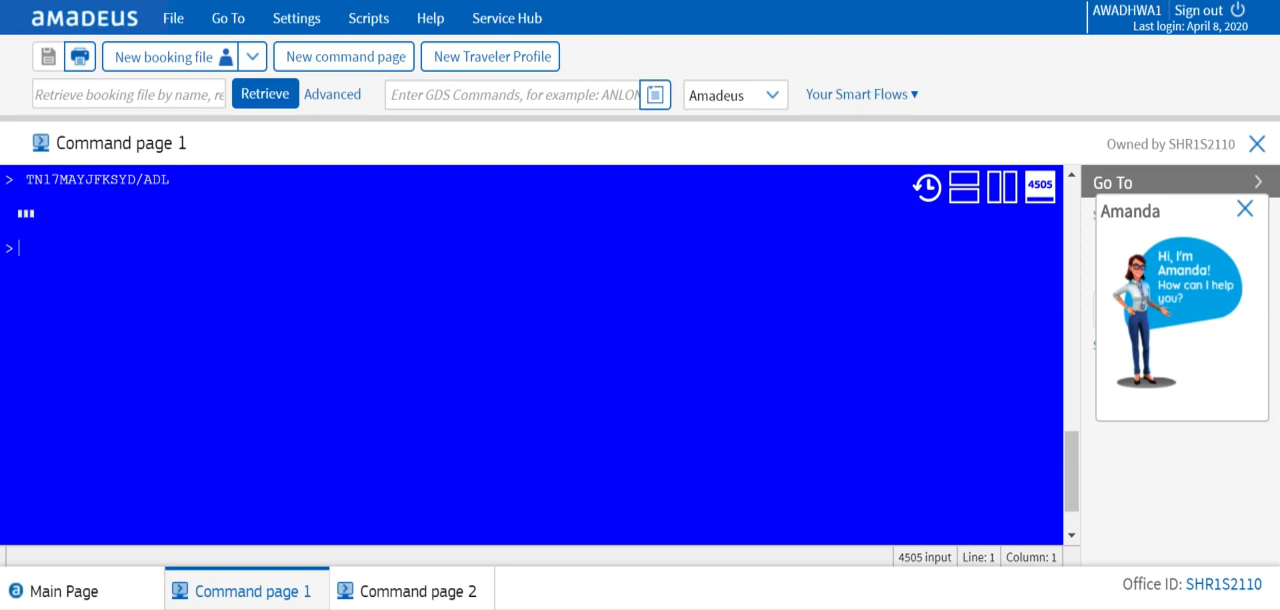 amadeus File Go To Settings Scripts Help Service Hub AWADHWA1 Sign out
Last login: April 8, 2020
New booking file New command page New Traveler Profile
Retrieve booking file by name, re Retrieve Advanced Enter GDS Commands, for example: ANLON Amadeus Your Smart Flows
Command page 1 Owned by SHR1S2110
> TN17MAYJFKSYD/ADL 4505
>
Go To
Amanda
Hi, I'm
Amanda!
How can I help
you?
4505 input Line: 1 Column: 1
Main Page Command page 1 Command page 2 Office ID: SHR1S2110